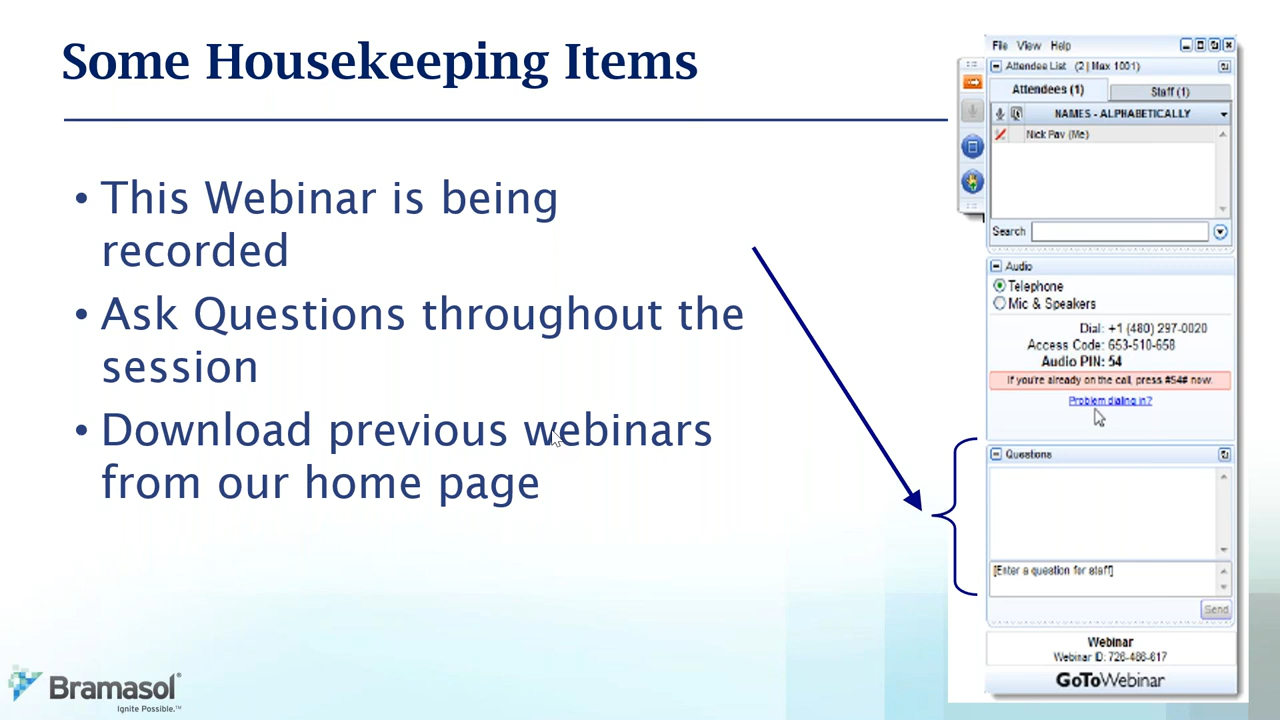 Some Housekeeping Items
• This Webinar is being
recorded
• Ask Questions throughout the
session
• Download previous webinars
from our home page
File View Help
Attendee List (2 | Max 1001)
Attendees (1)
Staff (1)
NAMES - ALPHABETICALLY
Nick Pav (Me)
Search
Audio
Telephone
Mic & Speakers
Dial: +1 (480) 297-0020
Access Code: 653-510-658
Audio PIN: 54
If you're already on the call, press #54# now.
Problem dialing in?
Questions
[Enter a question for staff]
Send
Webinar
Webinar ID: 726-466-617
GoToWebinar
Bramasol®
Ignite Possible.™